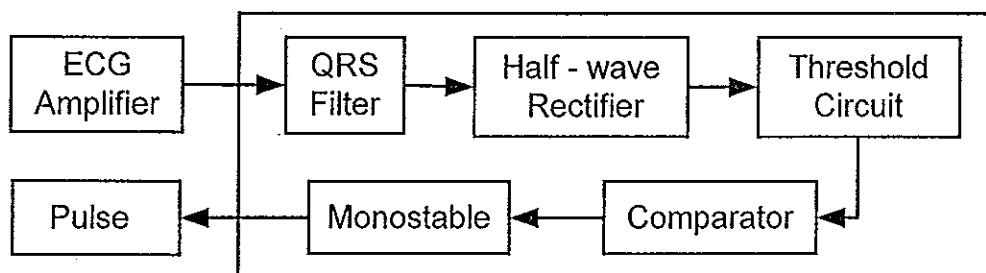 ECG
Amplifier
QRS
Filter
Half - wave
Rectifier
Threshold
Circuit
Pulse
Monostable
Comparator